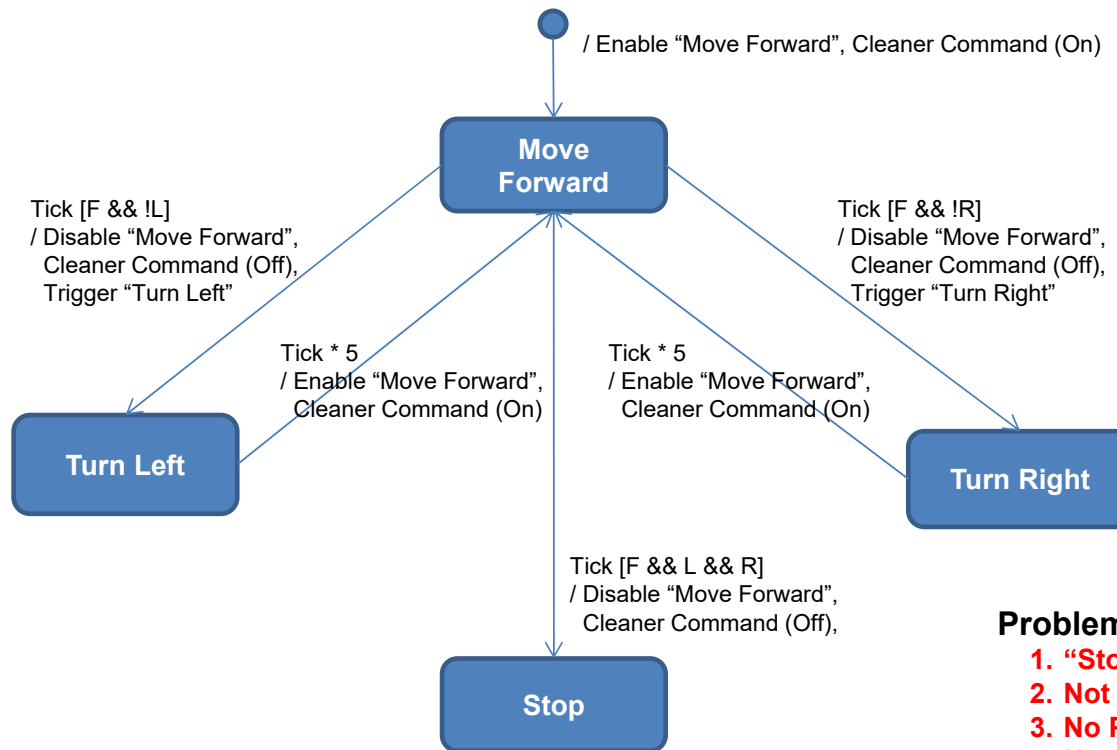 / Enable “Move Forward”, Cleaner Command (On)
Move
Forward
Tick [F && !L]
/ Disable “Move Forward”,
Cleaner Command (Off),
Trigger “Turn Left”
Tick [F && !R]
/ Disable “Move Forward”,
Cleaner Command (Off),
Trigger “Turn Right”
Tick * 5
/ Enable “Move Forward”,
Cleaner Command (On)
Tick * 5
/ Enable “Move Forward”,
Cleaner Command (On)
Turn Left
Turn Right
Tick [F && L && R]
/ Disable “Move Forward”,
Cleaner Command (Off),
Stop
Problem
1. “Sto
2. Not
3. No